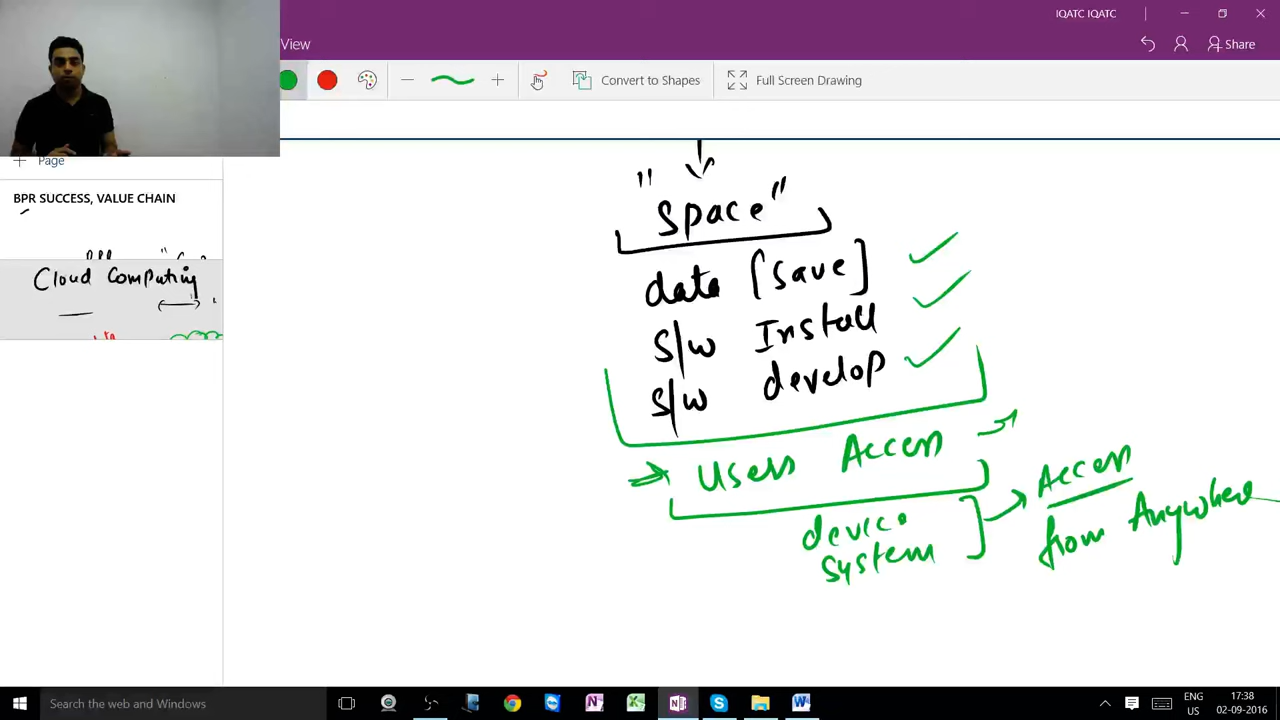 IQATC IQATC
View
Share
Convert to Shapes
Full Screen Drawing
Page
BPR SUCCESS, VALUE CHAIN
Cloud Computing
"Space"
data [save]
S/w Install
S/w develop
Users Access
device
system
Access
from Anywhere
Search the web and Windows
ENG
US
17:38
02-09-2016